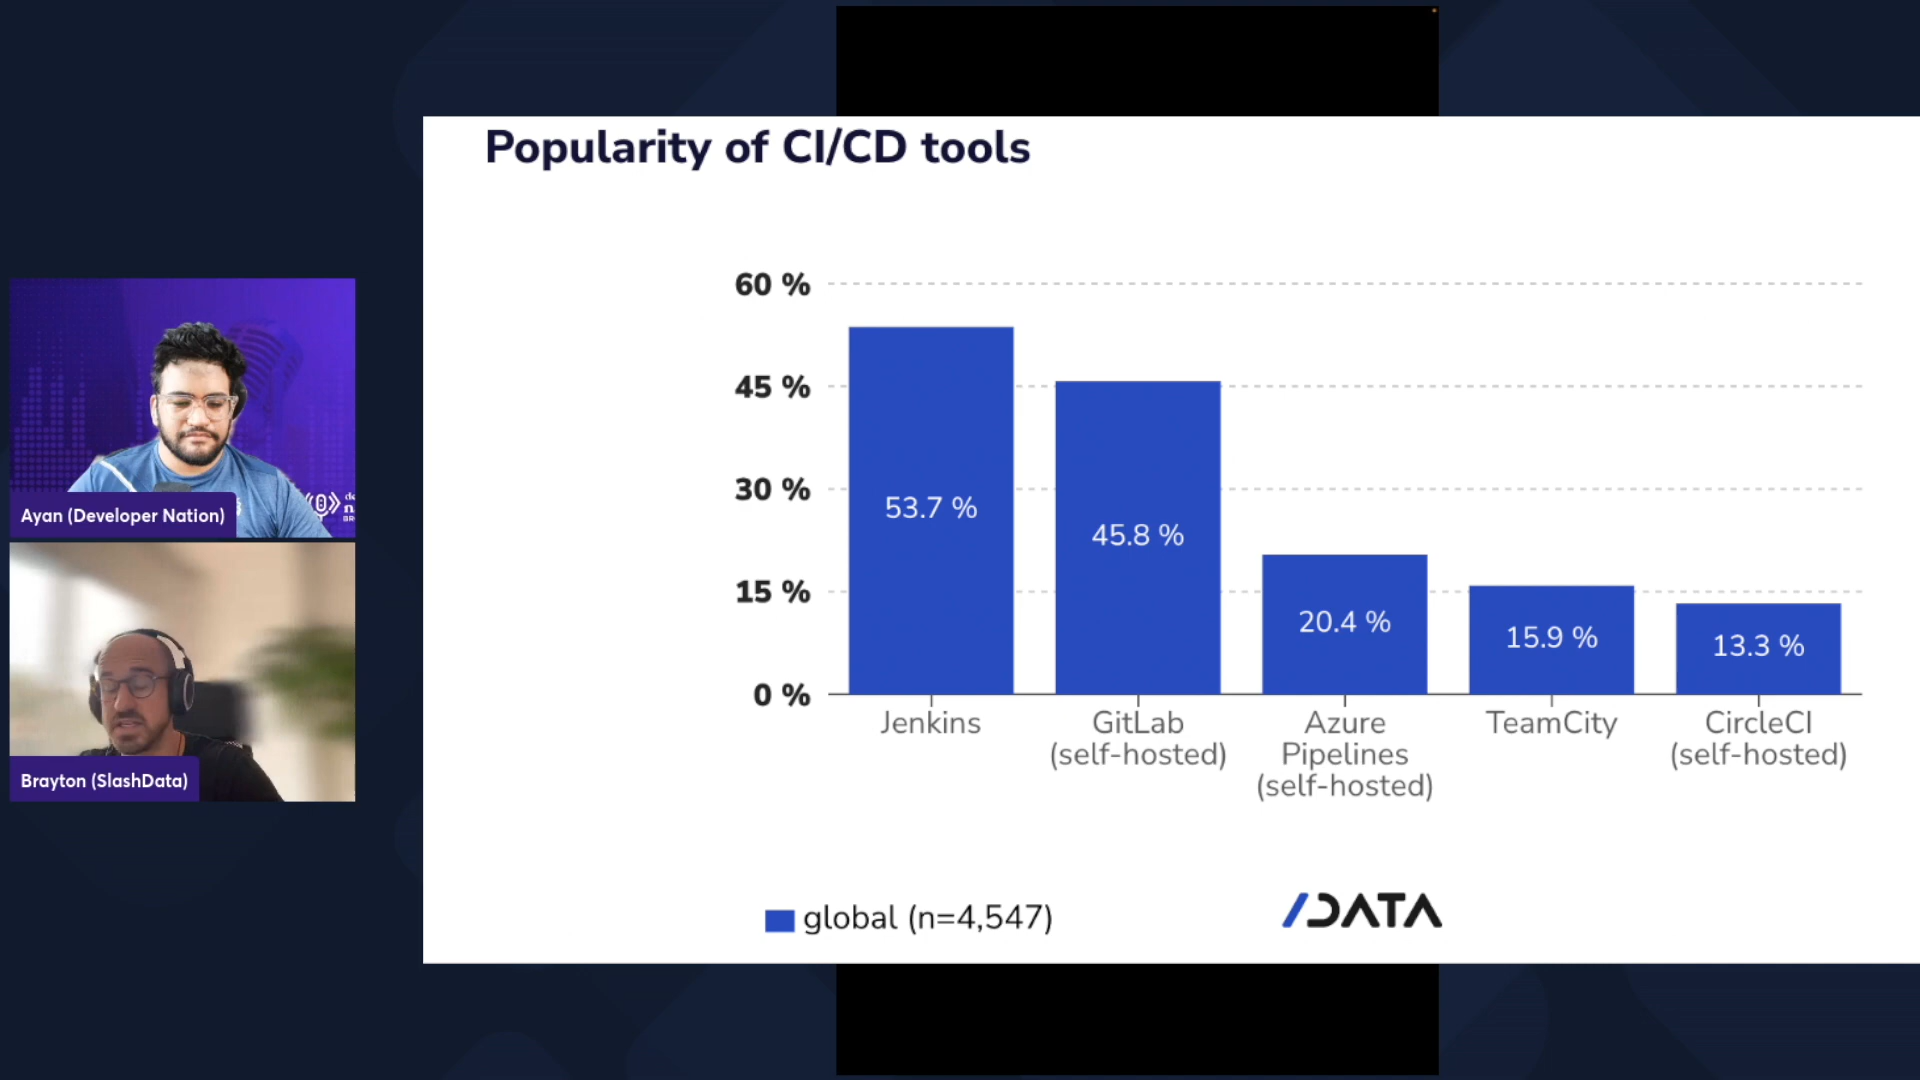 Popularity of CI/CD tools
60 %
45 %
30 %
15 %
0 %
53.7 %
45.8 %
20.4 %
15.9 %
13.3 %
Jenkins
GitLab
(self-hosted)
Azure
Pipelines
(self-hosted)
TeamCity
CircleCI
(self-hosted)
global (n=4,547)
/DATA
Ayan (Developer Nation)
Brayton (SlashData)